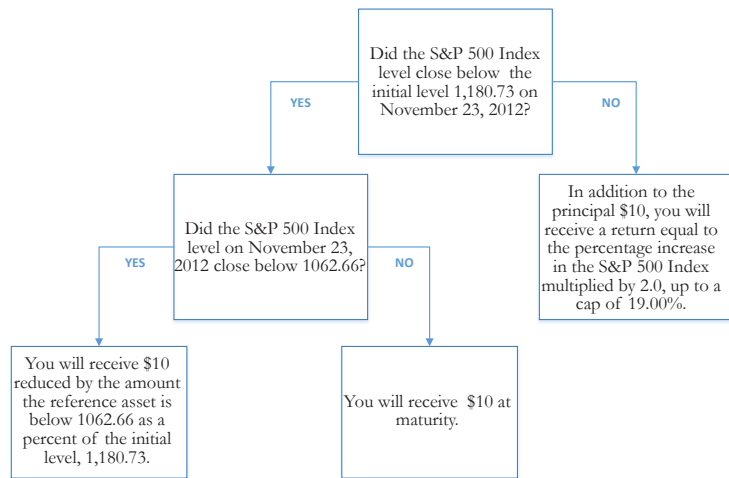 Did the S&P 500 Index
level close below the
initial level 1,180.73 on
November 23, 2012?
YES
NO
Did the S&P 500 Index
level on November 23,
2012 close below 1062.66?
In addition to the
principal $10, you will
receive a return equal to
the percentage increase
in the S&P 500 Index
multiplied by 2.0, up to a
cap of 19.00%.
YES
NO
You will receive $10
reduced by the amount
the reference asset is
below 1062.66 as a
percent of the initial
level, 1,180.73.
You will receive $10 at
maturity.